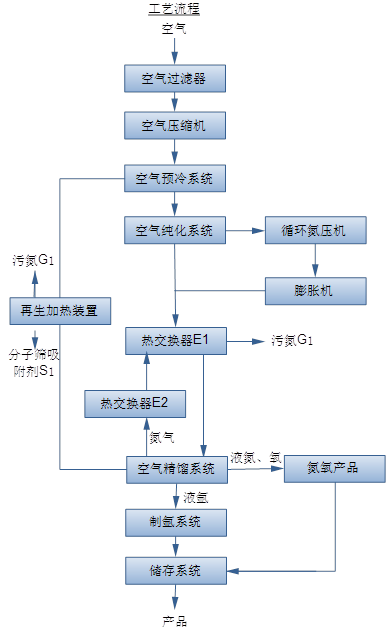 工艺流程
空气
空气过滤器
空气压缩机
空气预冷系统
空气纯化系统
循环氮压机
污氮G1
膨胀机
再生加热装置
热交换器E1
污氮G1
分子筛吸
附剂S1
热交换器E2
氮气
空气精馏系统
液氮、氢
氮氧产品
液氩
制氩系统
储存系统
产品